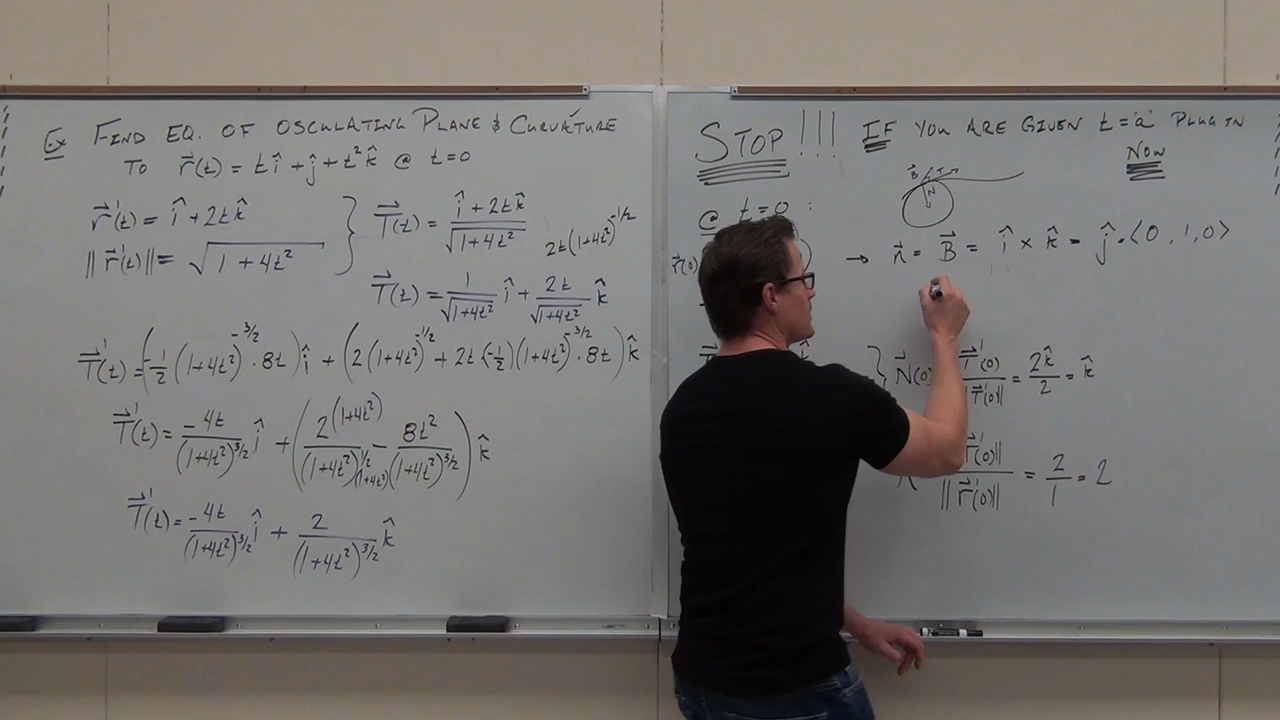 Ex FIND EQ. OF OSCULATING PLANE & CURVATURE
TO r⃗(t) = t î + ĵ + t² k̂ @ t=0
r⃗'(t) = î + 2t k̂
||r⃗'(t)|| = √(1+4t²)
T⃗(t) = (î + 2t k̂)/√(1+4t²)
2t(1+4t²)^(-1/2)
T⃗(t) = 1/√(1+4t²) î + 2t/√(1+4t²) k̂
T⃗'(t) = (-1/2 (1+4t²)^(-3/2) · 8t) î + (2(1+4t²)^(-1/2) + 2t·(-1/2)(1+4t²)^(-3/2) · 8t) k̂
T⃗'(t) = -4t/(1+4t²)^(3/2) î + (2(1+4t²)/((1+4t²)^(1/2)(1+4t²)) - 8t²/(1+4t²)^(3/2)) k̂
T⃗'(t) = -4t/(1+4t²)^(3/2) î + 2/(1+4t²)^(3/2) k̂
STOP!!! IF YOU ARE GIVEN t="a" PLUG IN
NOW
B⃗ T N
@ t=0 :
r⃗(0)
→ n⃗ = B⃗ = î × k̂ = -ĵ = ⟨0, 1, 0⟩
} N⃗(0) T⃗'(0)/||T⃗'(0)|| = 2k̂/2 = k̂
T⃗'(0)||/||r⃗'(0)|| = 2/1 = 2